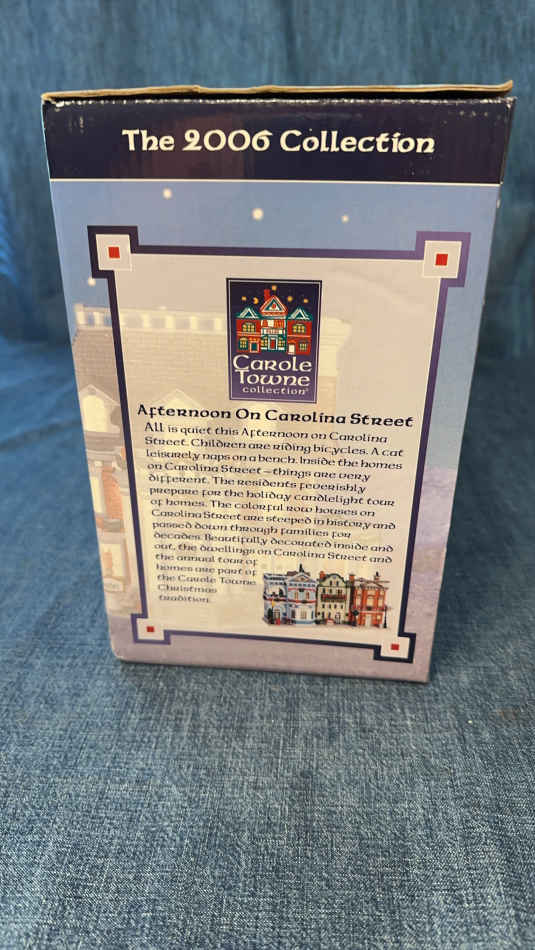 The 2006 Collection
Carole
Towne
collection®
Afternoon On Carolina Street
All is quiet this Afternoon on Carolina
Street. Children are riding bicycles. A cat
leisurely naps on a bench. Inside the homes
on Carolina Street – things are very
different. The residents feverishly
prepare for the holiday candlelight tour
of homes. The colorful row houses on
Carolina Street are steeped in history and
passed down through families for
decades. Beautifully decorated inside and
out, the dwellings on Carolina Street and
the annual tour of
homes are part of
the Carole Towne
Christmas
tradition.